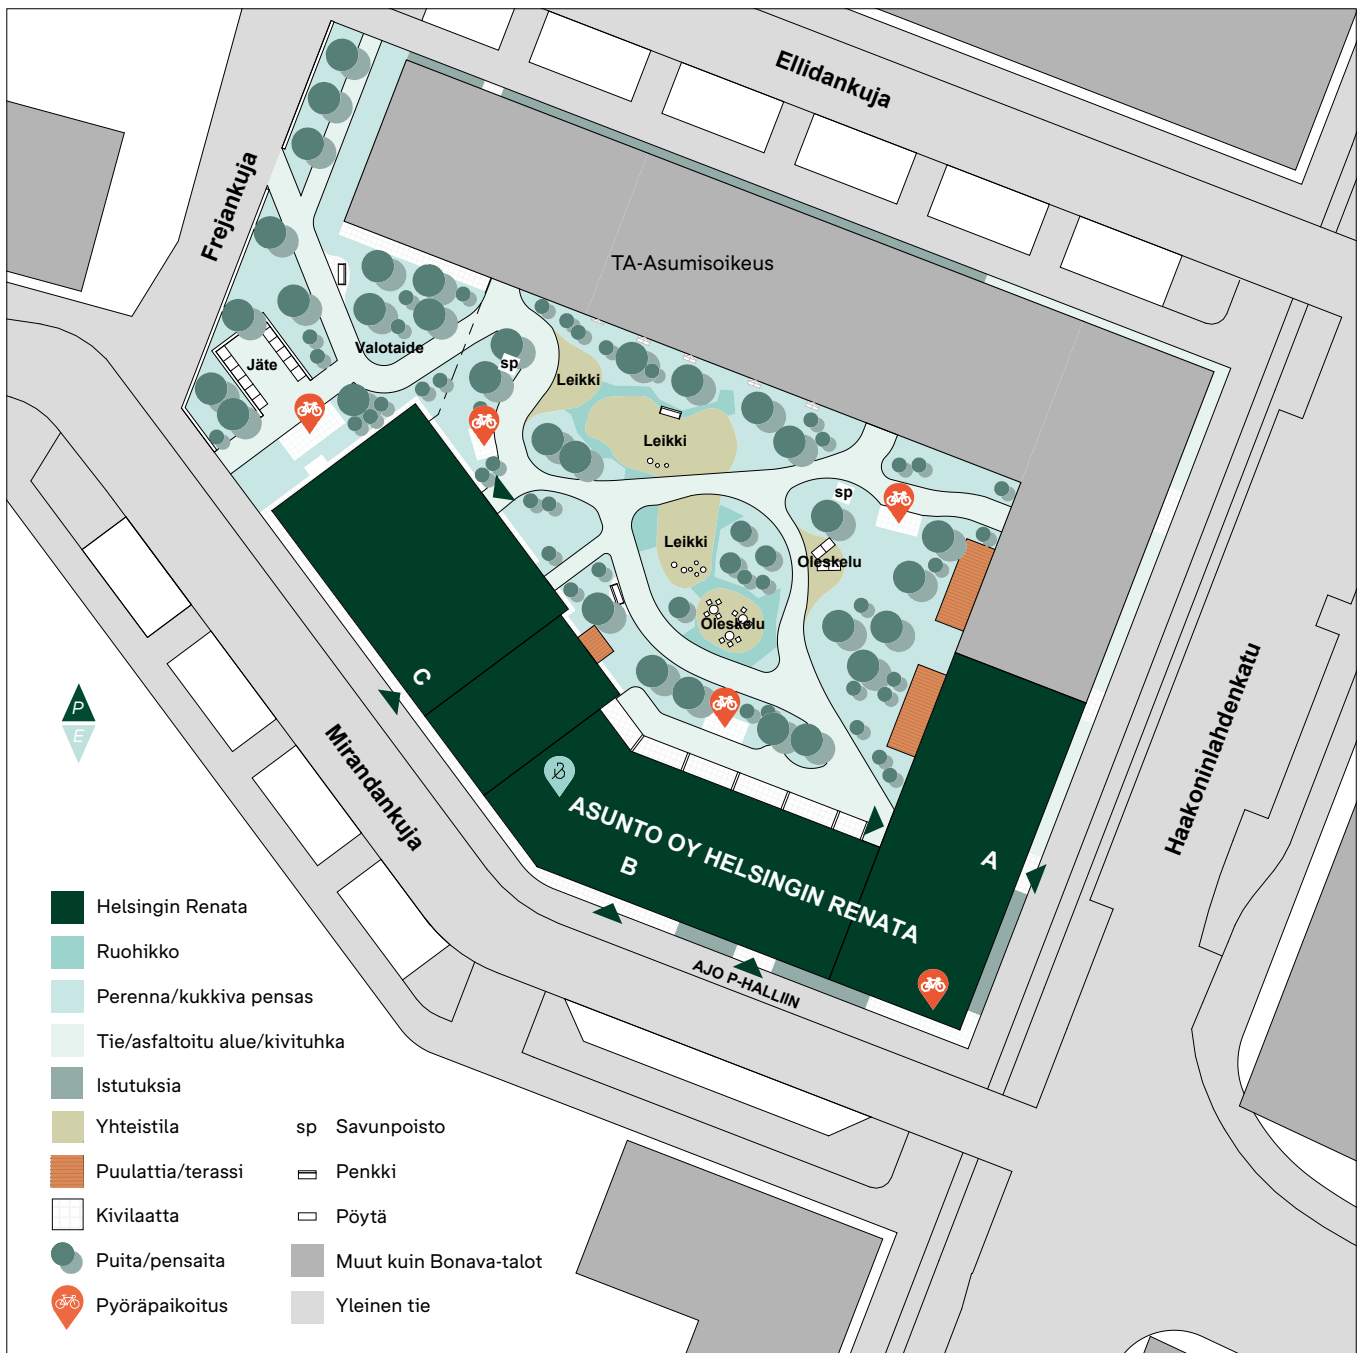 Ellidankuja
Frejankuja
TA-Asumisoikeus
Valotaide
sp
Jäte
Leikki
Leikki
sp
Leikki
Oleskelu
Oleskelu
Haakoninlahdenkatu
C
P
E
Mirandankuja
ASUNTO OY HELSINGIN RENATA
B
A
AJO P-HALLIIN
Helsingin Renata
Ruohikko
Perenna/kukkiva pensas
Tie/asfaltoitu alue/kivituhka
Istutuksia
Yhteistila
Puulattia/terassi
Kivilaatta
Puita/pensaita
Pyöräpaikoitus
sp Savunpoisto
Penkki
Pöytä
Muut kuin Bonava-talot
Yleinen tie